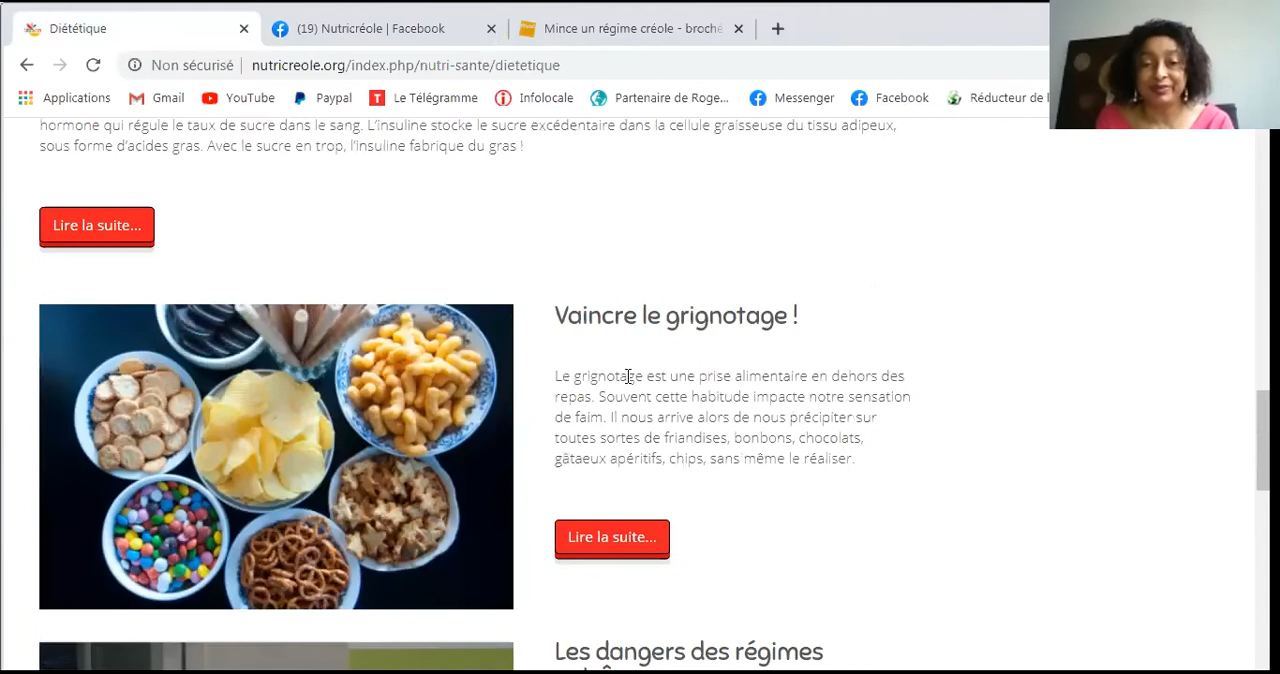 Diététique
(19) Nutricréole | Facebook
Mince un régime créole - broché
Non sécurisé | nutricreole.org/index.php/nutri-sante/dietetique
Applications Gmail YouTube Paypal Le Télégramme Infolocale Partenaire de Roge... Messenger Facebook Réducteur de l
hormone qui régule le taux de sucre dans le sang. L’insuline stocke le sucre excédentaire dans la cellule graisseuse du tissu adipeux,
sous forme d’acides gras. Avec le sucre en trop, l’insuline fabrique du gras !
Lire la suite...
Vaincre le grignotage !
Le grignotage est une prise alimentaire en dehors des
repas. Souvent cette habitude impacte notre sensation
de faim. Il nous arrive alors de nous précipiter sur
toutes sortes de friandises, bonbons, chocolats,
gâtaeux apéritifs, chips, sans même le réaliser.
Lire la suite...
Les dangers des régimes